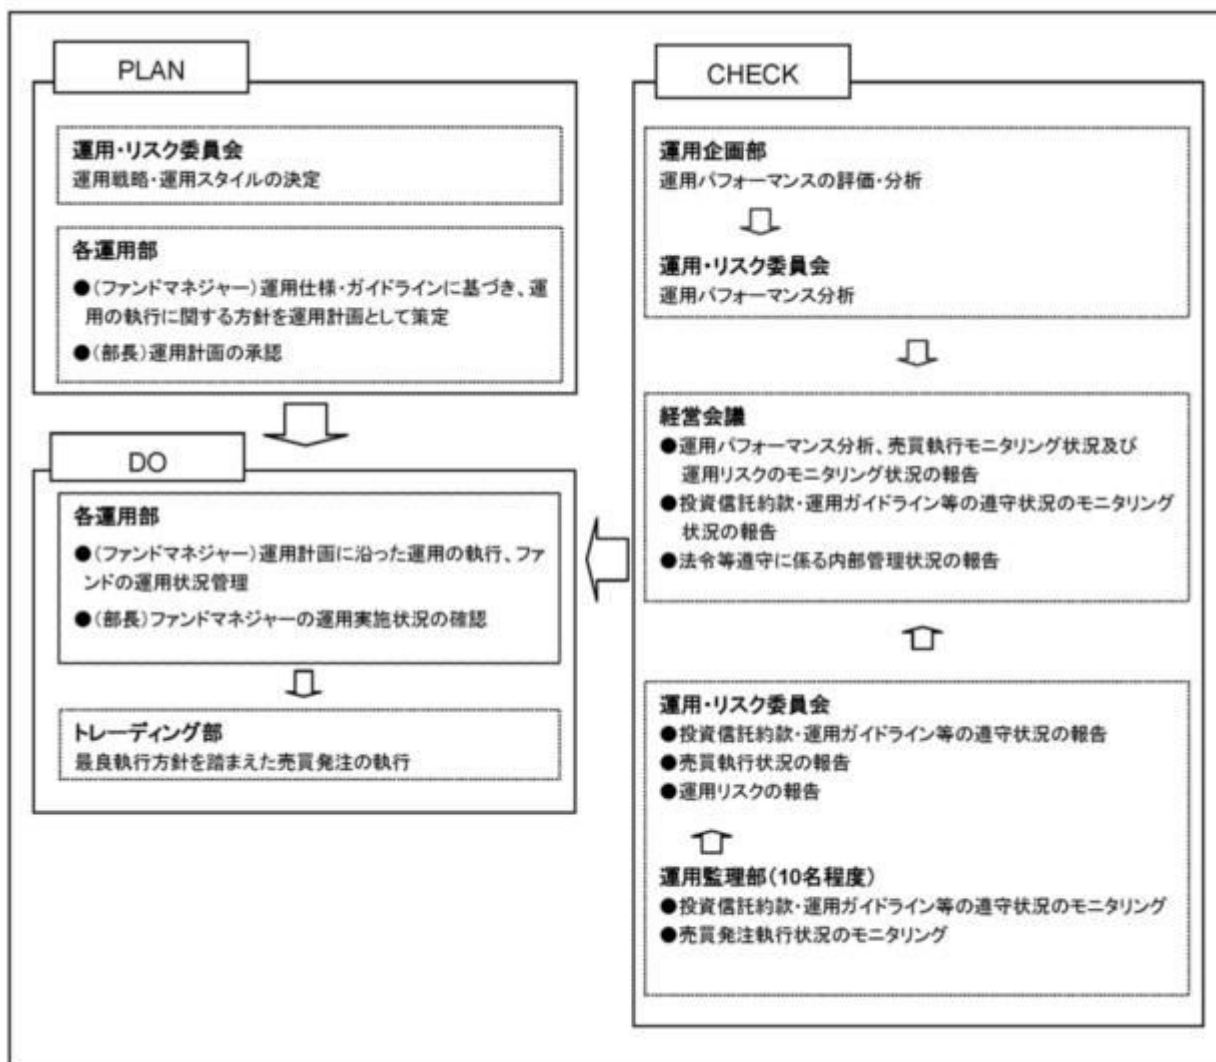 PLAN
運用・リスク委員会
運用戦略・運用スタイルの決定
各運用部
●(ファンドマネジャー)運用仕様・ガイドラインに基づき、運
用の執行に関する方針を運用計画として策定
●(部長)運用計画の承認
DO
各運用部
●(ファンドマネジャー)運用計画に沿った運用の執行、ファ
ンドの運用状況管理
●(部長)ファンドマネジャーの運用実施状況の確認
トレーディング部
最良執行方針を踏まえた売買発注の執行
CHECK
運用企画部
運用パフォーマンスの評価・分析
運用・リスク委員会
運用パフォーマンス分析
経営会議
●運用パフォーマンス分析、売買執行モニタリング状況及び
運用リスクのモニタリング状況の報告
●投資信託約款・運用ガイドライン等の遵守状況のモニタリング
状況の報告
●法令等遵守に係る内部管理状況の報告
運用・リスク委員会
●投資信託約款・運用ガイドライン等の遵守状況の報告
●売買執行状況の報告
●運用リスクの報告
運用監理部(10名程度)
●投資信託約款・運用ガイドライン等の遵守状況のモニタリング
●売買発注執行状況のモニタリング